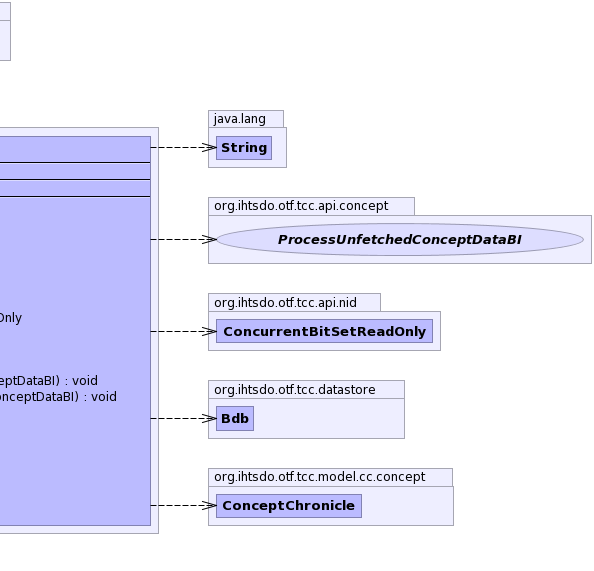 java.lang
String
org.ihtsdo.otf.tcc.api.concept
ProcessUnfetchedConceptDataBI
org.ihtsdo.otf.tcc.api.nid
Only
ConcurrentBitSetReadOnly
eptDataBI) : void
onceptDataBI) : void
org.ihtsdo.otf.tcc.datastore
Bdb
org.ihtsdo.otf.tcc.model.cc.concept
ConceptChronicle